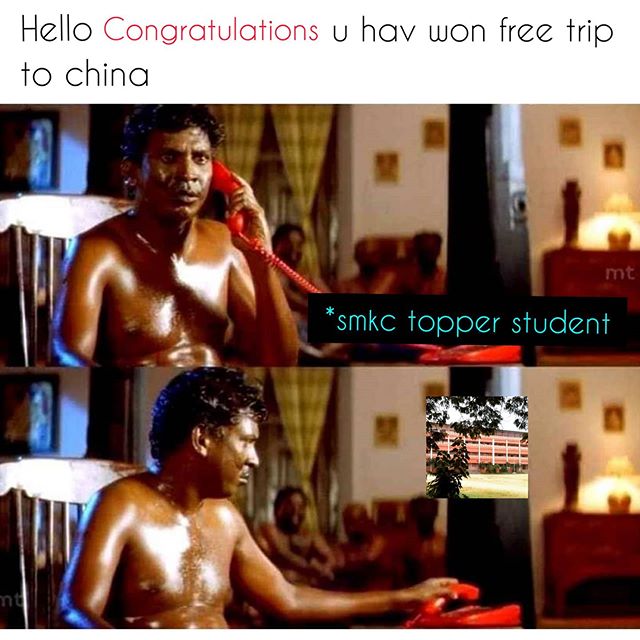 Hello Congratulations u hav won free trip
to china
mt
*smkc topper student
mt